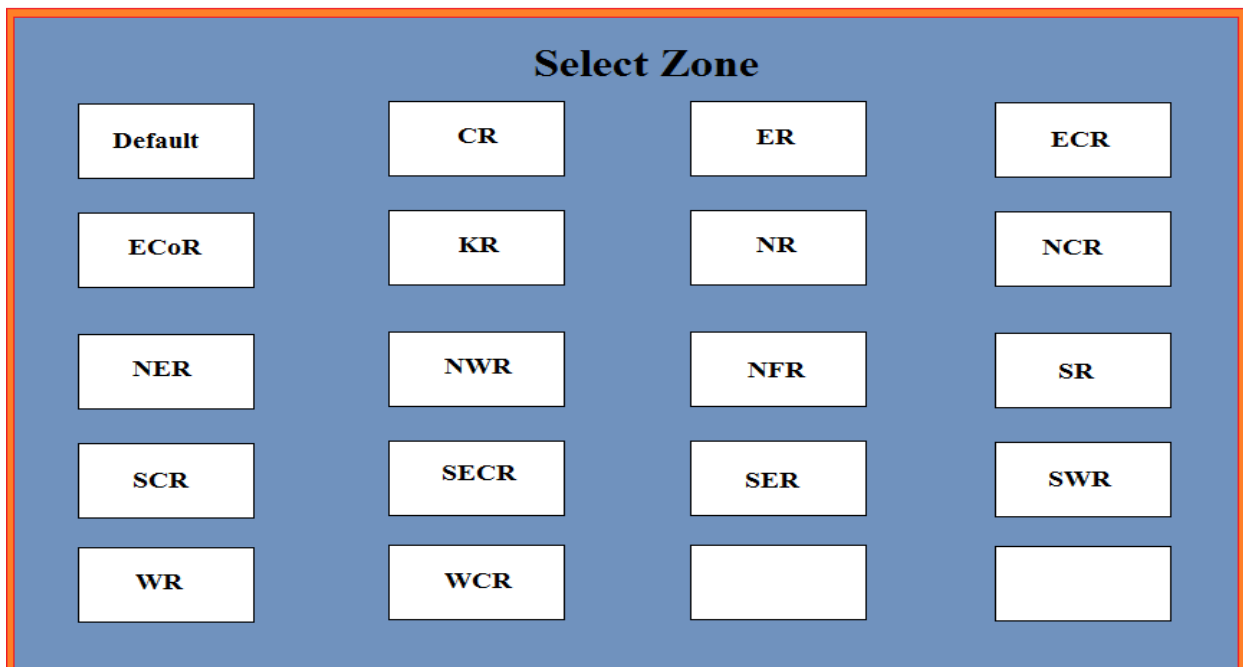 Select Zone
Default CR ER ECR
ECoR KR NR NCR
NER NWR NFR SR
SCR SECR SER SWR
WR WCR